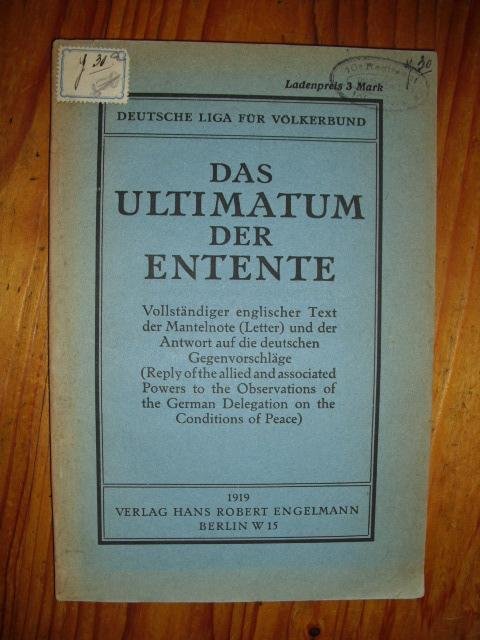 Ladenpreis 3 Mark
DEUTSCHE LIGA FÜR VÖLKERBUND
DAS
ULTIMATUM
DER
ENTENTE
Vollständiger englischer Text
der Mantelnote (Letter) und der
Antwort auf die deutschen
Gegenvorschläge
(Reply of the allied and associated
Powers to the Observations of
the German Delegation on the
Conditions of Peace)
1919
VERLAG HANS ROBERT ENGELMANN
BERLIN W 15